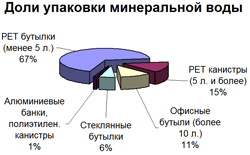 Доли упаковки минеральной воды
PET бутылки
(менее 5 л.)
67%
PET канистры
(5 л. и более)
15%
Алюминиевые
банки,
полиэтилен.
канистры
1%
Стеклянные
бутылки
6%
Офисные
бутыли (более
10 л.)
11%